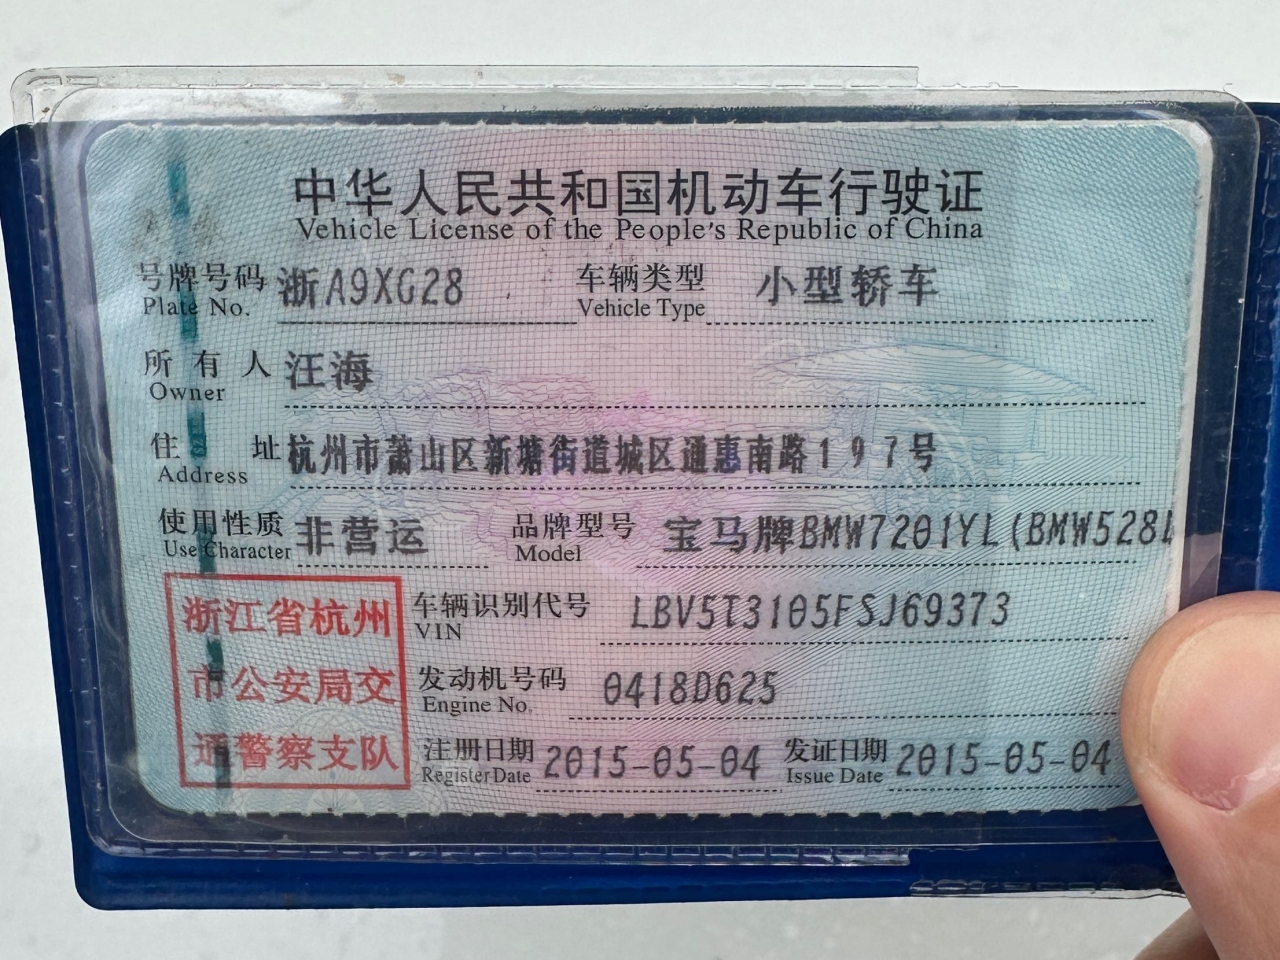 中华人民共和国机动车行驶证
Vehicle License of the People's Republic of China
号牌号码 浙A9XG28 车辆类型 小型轿车
Plate No. Vehicle Type
所有人 汪海
Owner
住址 杭州市萧山区新塘街道城区通惠南路197号
Address
使用性质 非营运 品牌型号 宝马牌BMW7201YL(BMW528L
Use Character Model
浙江省杭州
市公安局交
通警察支队
车辆识别代号 LBV5T3105FSJ69373
VIN
发动机号码 0418D625
Engine No.
注册日期 2015-05-04 发证日期 2015-05-04
Register Date Issue Date